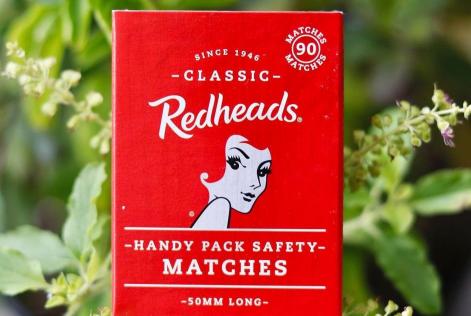 SINCE 1946
MATCHES
90
MATCHES
–CLASSIC–
Redheads®
–HANDY PACK SAFETY–
MATCHES
–50MM LONG–